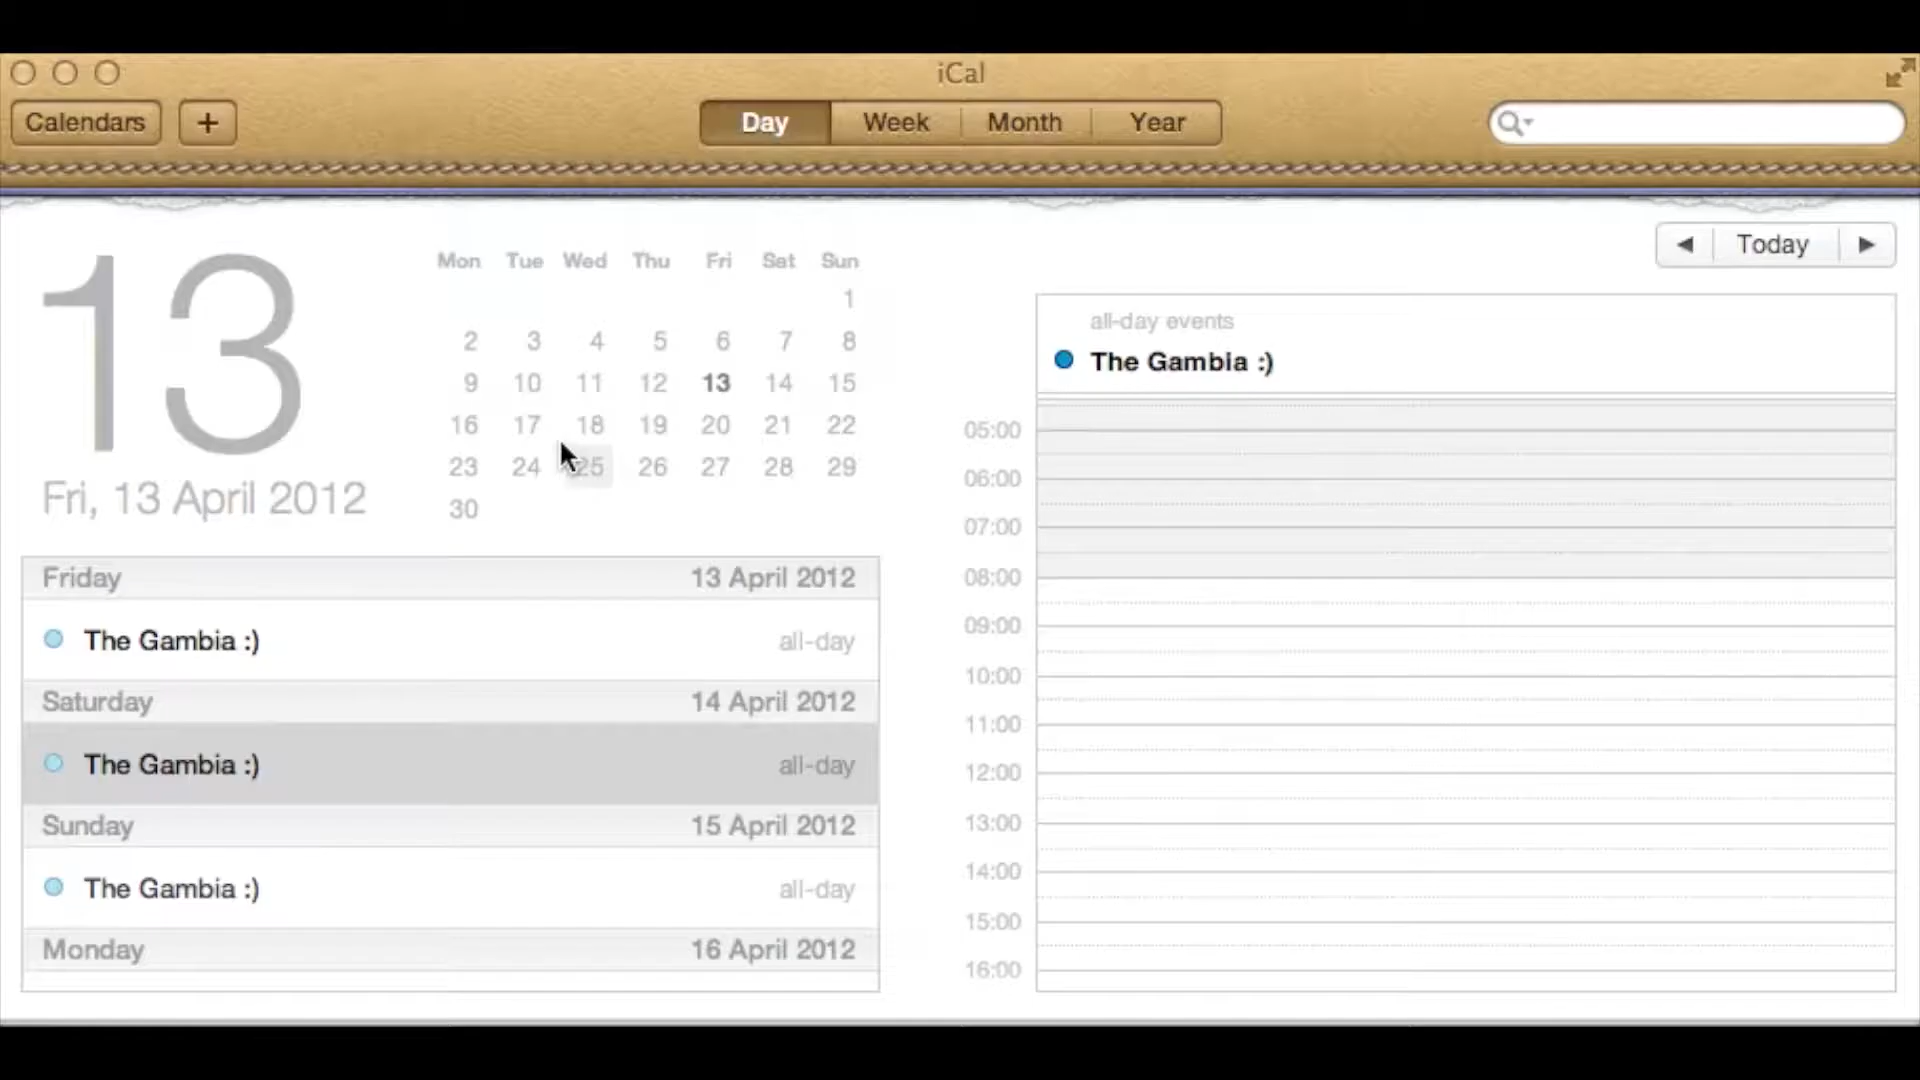 iCal
Calendars + Day Week Month Year
Today
13
Fri, 13 April 2012
Mon Tue Wed Thu Fri Sat Sun
1
2 3 4 5 6 7 8
9 10 11 12 13 14 15
16 17 18 19 20 21 22
23 24 25 26 27 28 29
30
Friday 13 April 2012
The Gambia :) all-day
Saturday 14 April 2012
The Gambia :) all-day
Sunday 15 April 2012
The Gambia :) all-day
Monday 16 April 2012
all-day events
The Gambia :)
05:00
06:00
07:00
08:00
09:00
10:00
11:00
12:00
13:00
14:00
15:00
16:00